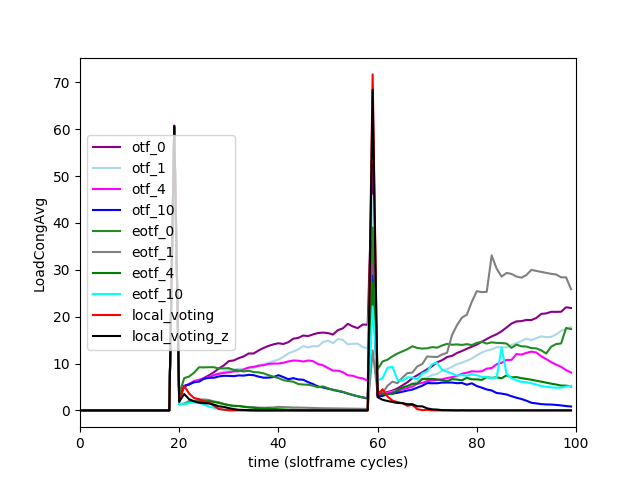 LoadCongAvg
70
60
50
40
30
20
10
0
otf_0
otf_1
otf_4
otf_10
eotf_0
eotf_1
eotf_4
eotf_10
local_voting
local_voting_z
0 20 40 60 80 100
time (slotframe cycles)